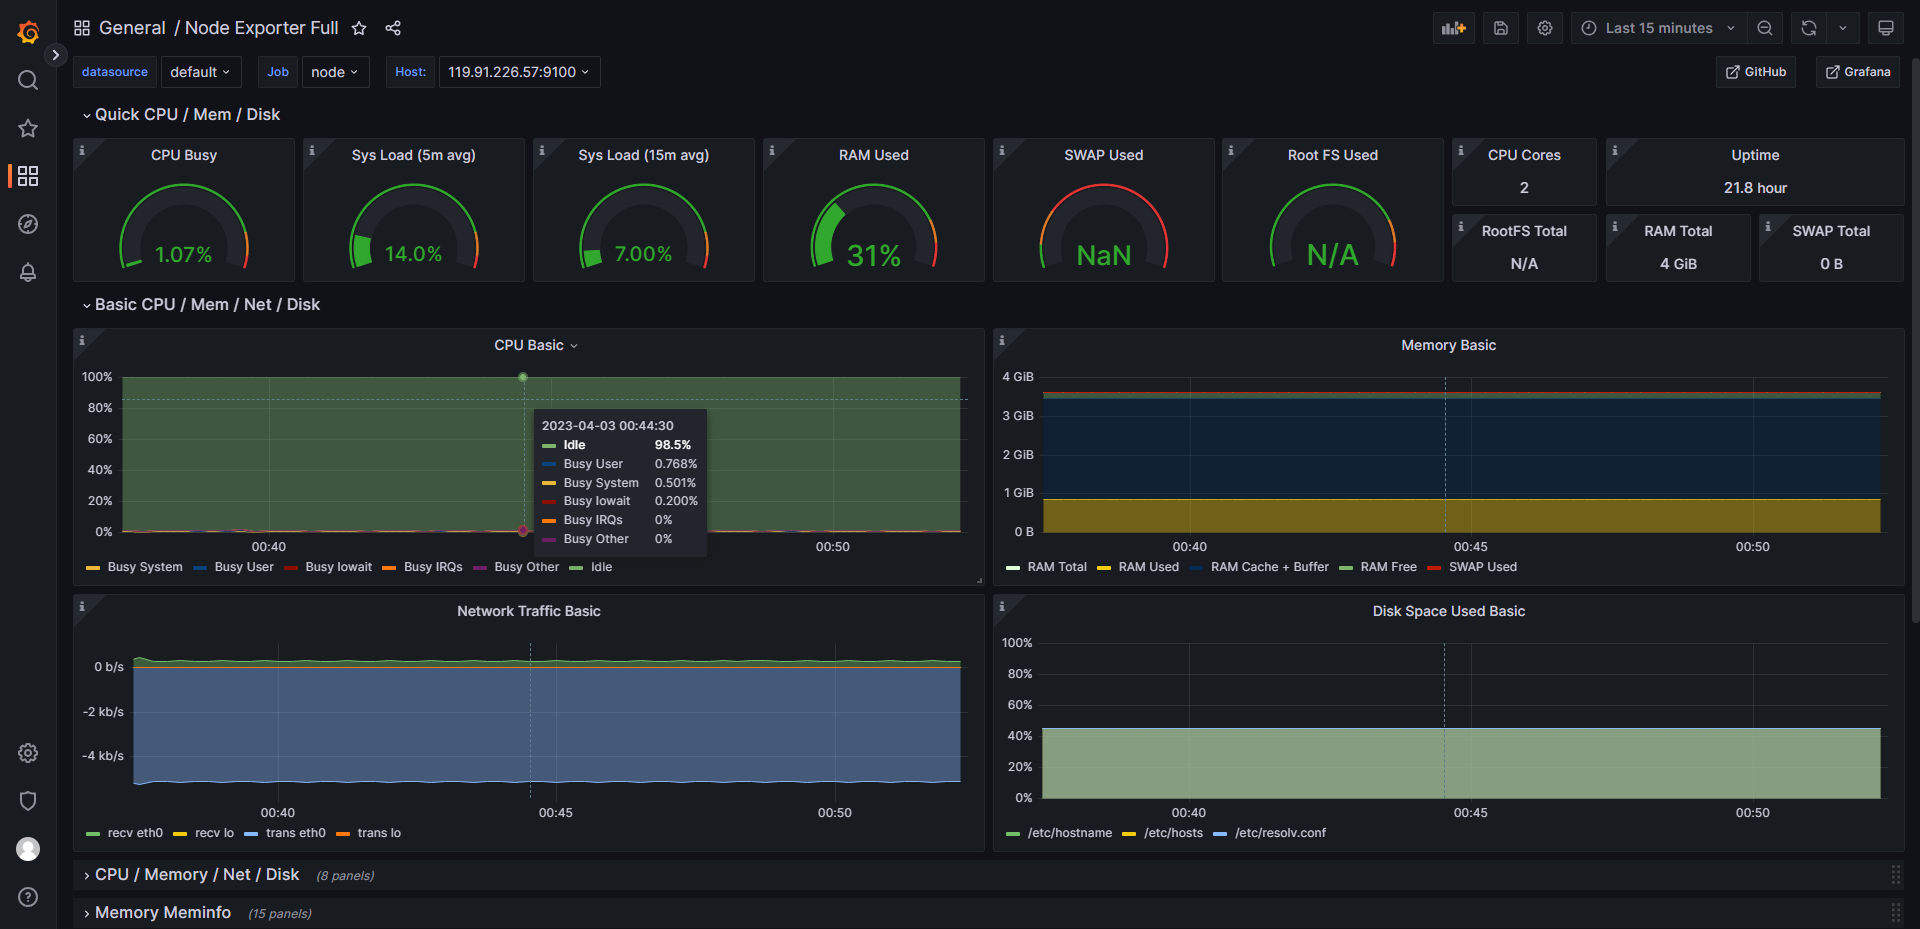 General / Node Exporter Full
Last 15 minutes
datasource default Job node Host: 119.91.226.57:9100 GitHub Grafana
Quick CPU / Mem / Disk
CPU Busy
1.07%
Sys Load (5m avg)
14.0%
Sys Load (15m avg)
7.00%
RAM Used
31%
SWAP Used
NaN
Root FS Used
N/A
CPU Cores
2
Uptime
21.8 hour
RootFS Total
N/A
RAM Total
4 GiB
SWAP Total
0 B
Basic CPU / Mem / Net / Disk
CPU Basic
100%
80%
60%
40%
20%
0%
00:40 00:50
2023-04-03 00:44:30
Idle 98.5%
Busy User 0.768%
Busy System 0.501%
Busy Iowait 0.200%
Busy IRQs 0%
Busy Other 0%
Busy System Busy User Busy Iowait Busy IRQs Busy Other Idle
Memory Basic
4 GiB
3 GiB
2 GiB
1 GiB
0 B
00:40 00:45 00:50
RAM Total RAM Used RAM Cache + Buffer RAM Free SWAP Used
Network Traffic Basic
0 b/s
-2 kb/s
-4 kb/s
00:40 00:45 00:50
recv eth0 recv lo trans eth0 trans lo
Disk Space Used Basic
100%
80%
60%
40%
20%
0%
00:40 00:45 00:50
/etc/hostname /etc/hosts /etc/resolv.conf
CPU / Memory / Net / Disk (8 panels)
Memory Meminfo (15 panels)